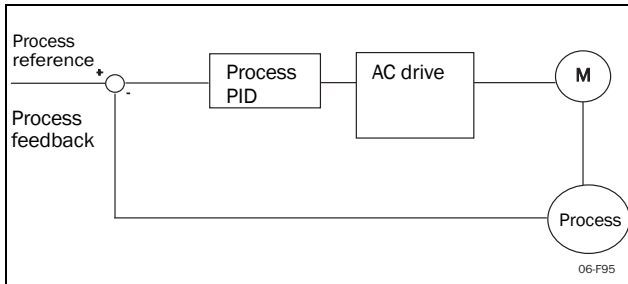 Process
reference
+
-
Process
feedback
Process
PID
AC drive
M
Process
06-F95